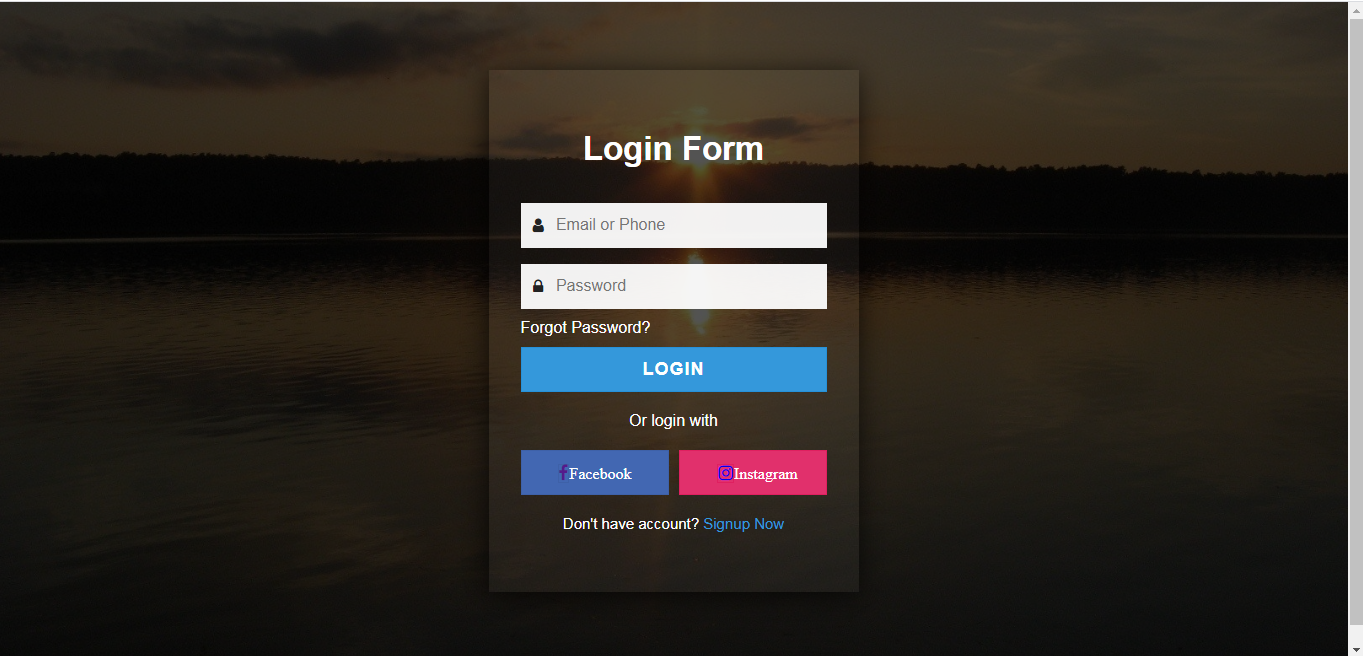 Login Form
Email or Phone
Password
Forgot Password?
LOGIN
Or login with
Facebook Instagram
Don't have account? Signup Now